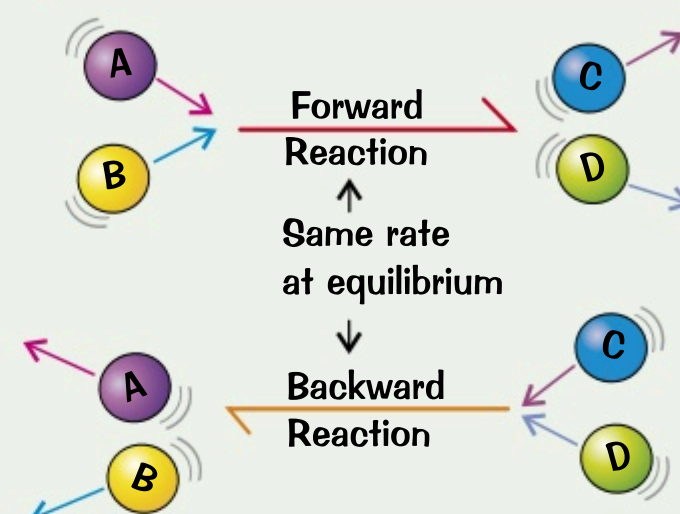 A
B
Forward
Reaction
C
D
Same rate
at equilibrium
A
B
Backward
Reaction
C
D